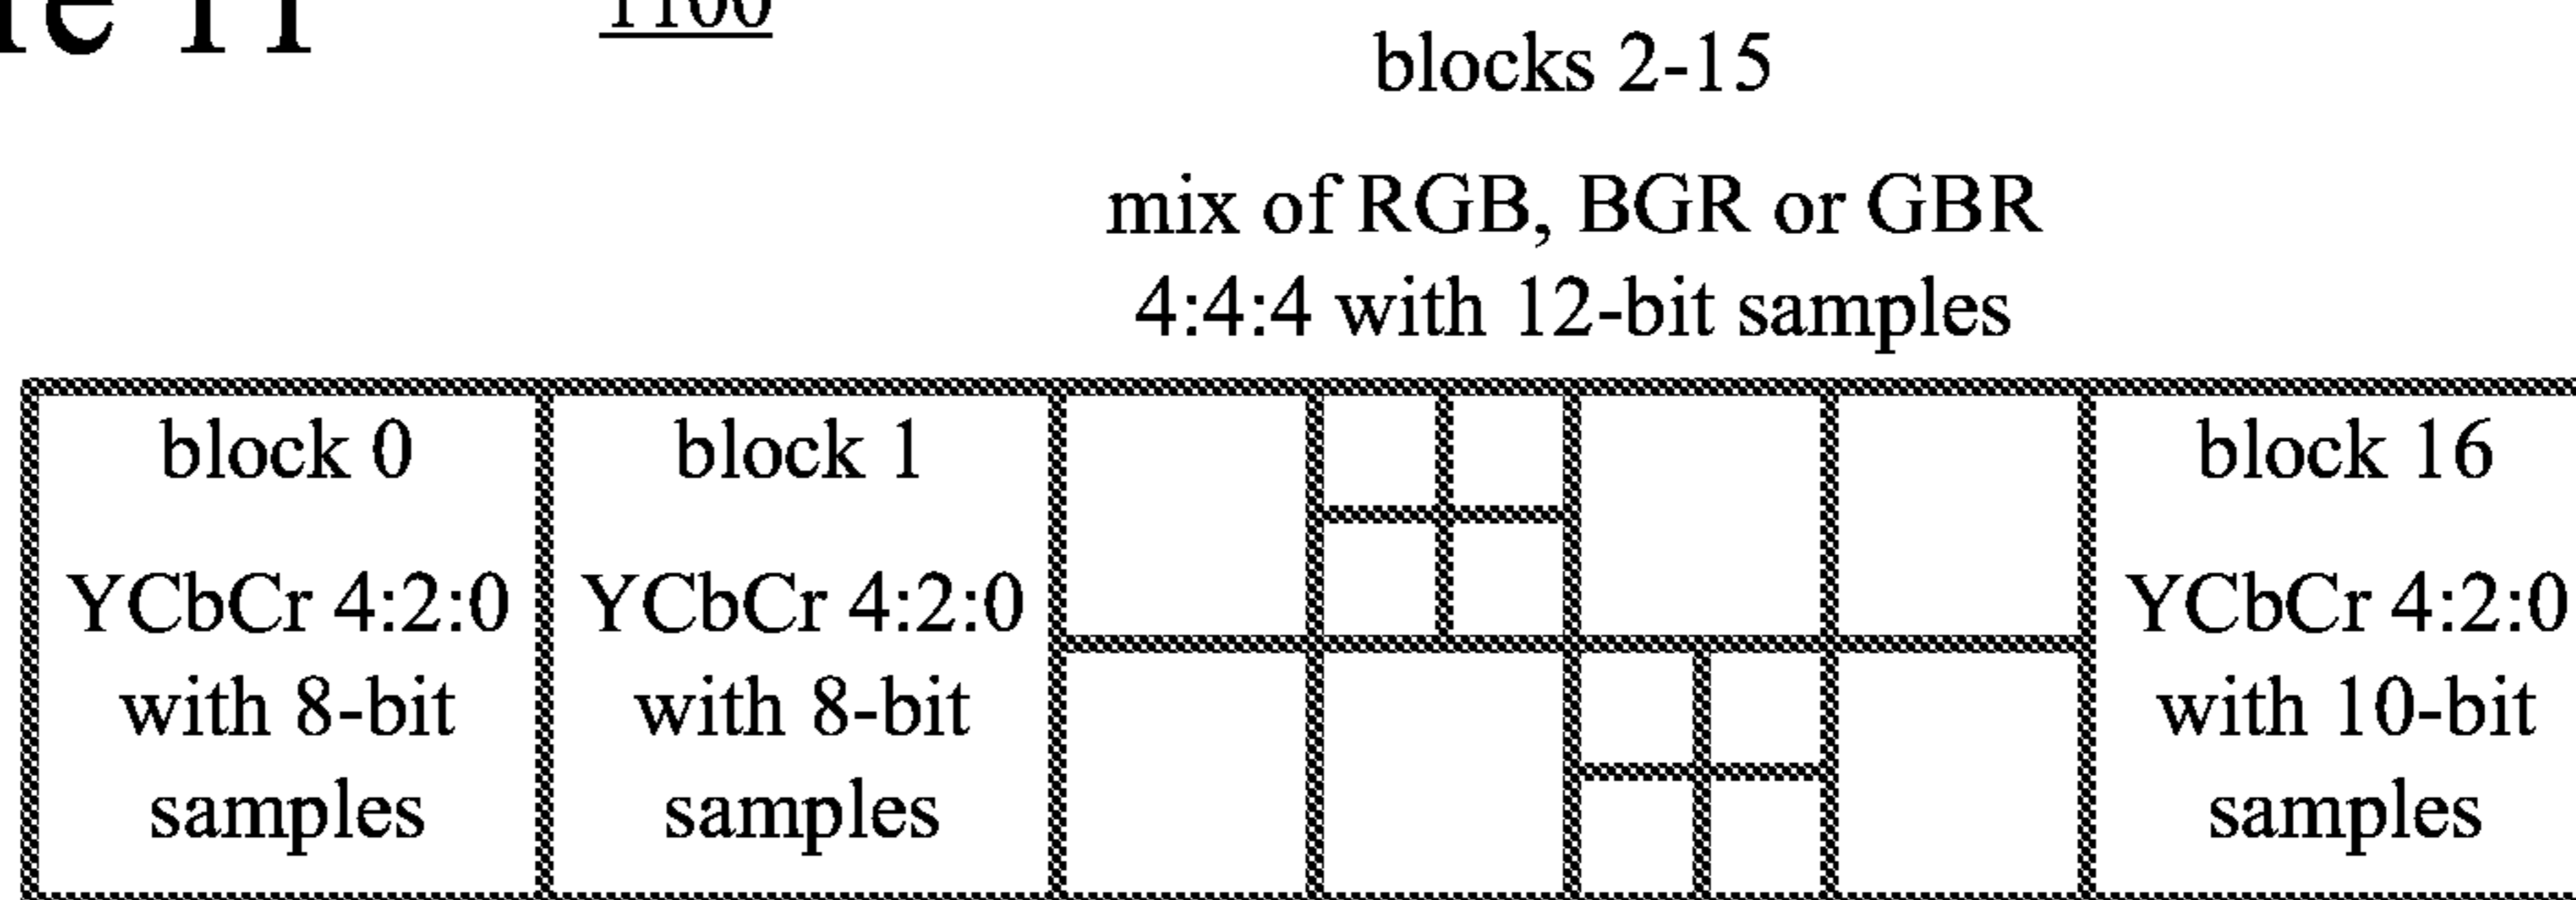 1100
blocks 2-15
mix of RGB, BGR or GBR
4:4:4 with 12-bit samples
block 0
YCbCr 4:2:0
with 8-bit
samples
block 1
YCbCr 4:2:0
with 8-bit
samples
block 16
YCbCr 4:2:0
with 10-bit
samples